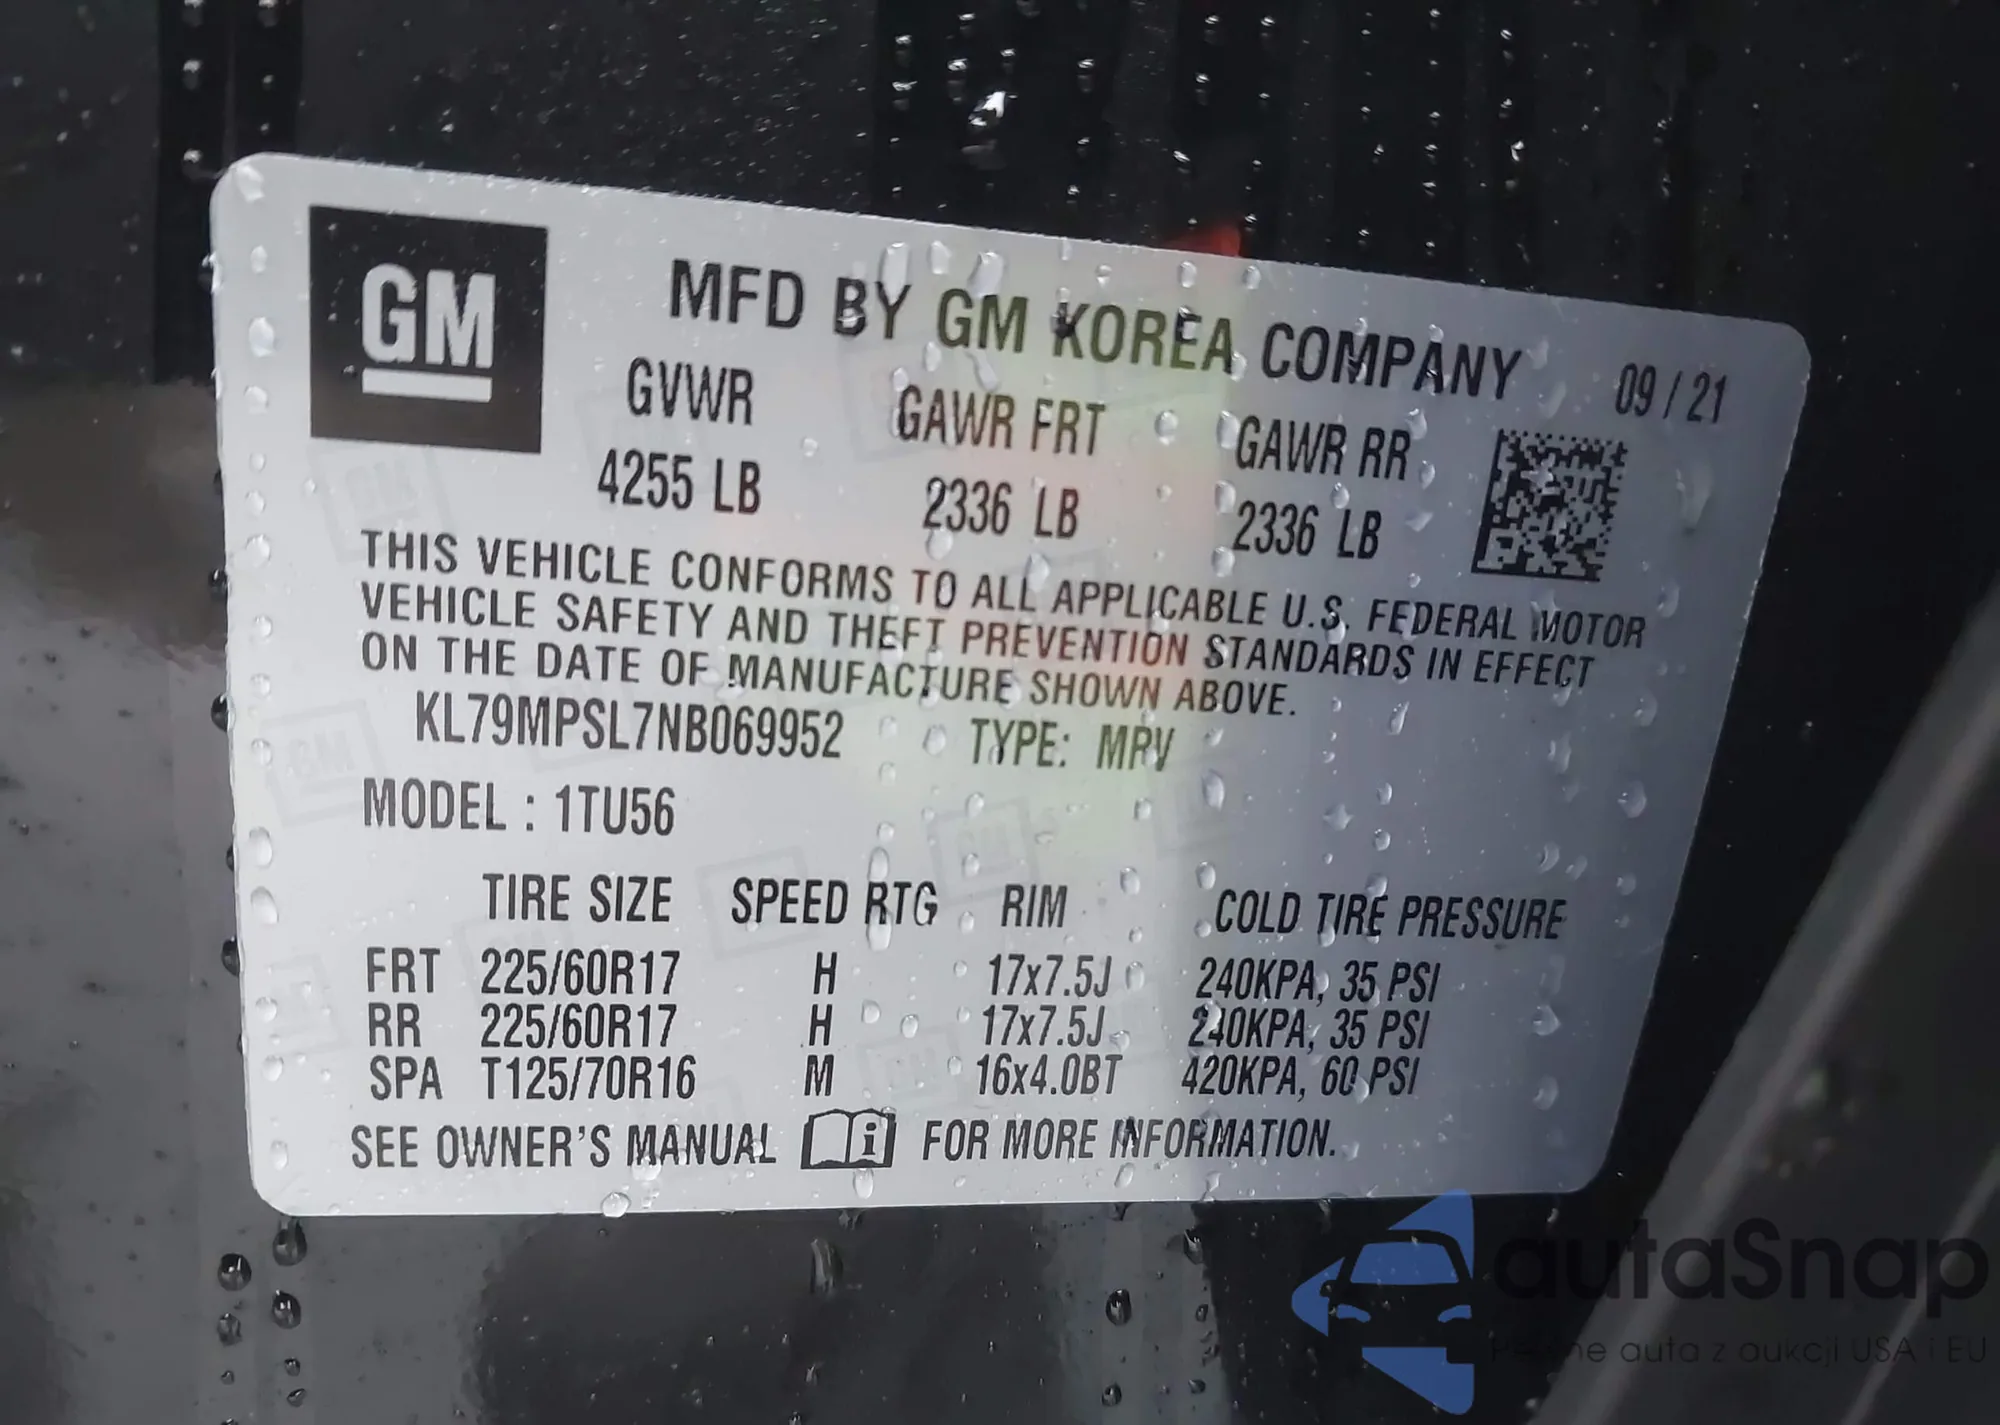 GM
MFD BY GM KOREA COMPANY 09 / 21
GVWR GAWR FRT GAWR RR
4255 LB 2336 LB 2336 LB
THIS VEHICLE CONFORMS TO ALL APPLICABLE U.S. FEDERAL MOTOR
VEHICLE SAFETY AND THEFT PREVENTION STANDARDS IN EFFECT
ON THE DATE OF MANUFACTURE SHOWN ABOVE.
KL79MPSL7NB069952 TYPE: MPV
MODEL : 1TU56
TIRE SIZE SPEED RTG RIM COLD TIRE PRESSURE
FRT 225/60R17 H 17x7.5J 240KPA, 35 PSI
RR 225/60R17 H 17x7.5J 240KPA, 35 PSI
SPA T125/70R16 M 16x4.0BT 420KPA, 60 PSI
SEE OWNER'S MANUAL i FOR MORE INFORMATION.
autaSnap
auta z aukcji USA i EU